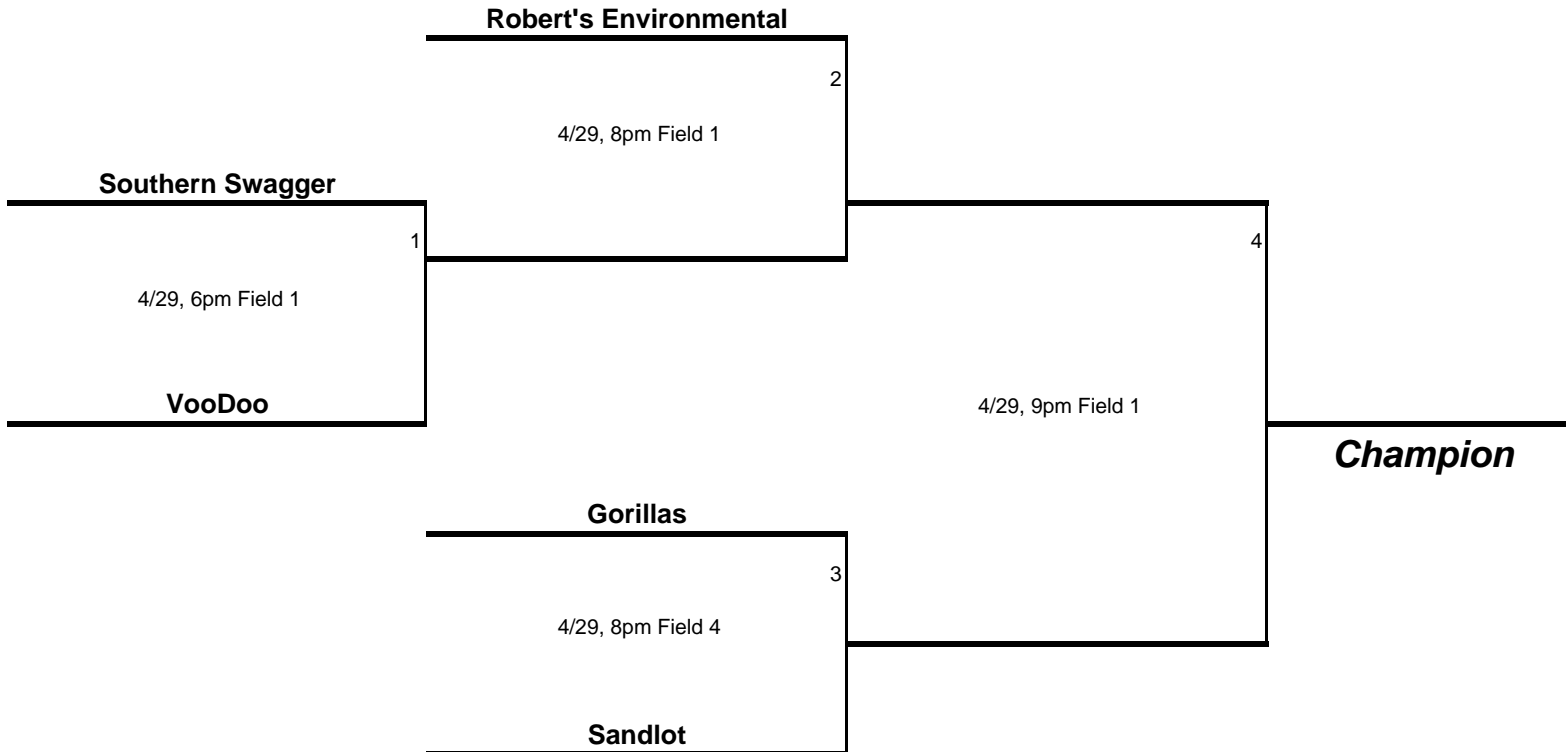 Robert's Environmental
2
4/29, 8pm Field 1
Southern Swagger
1
4
4/29, 6pm Field 1
VooDoo
4/29, 9pm Field 1
Champion
Gorillas
3
4/29, 8pm Field 4
Sandlot